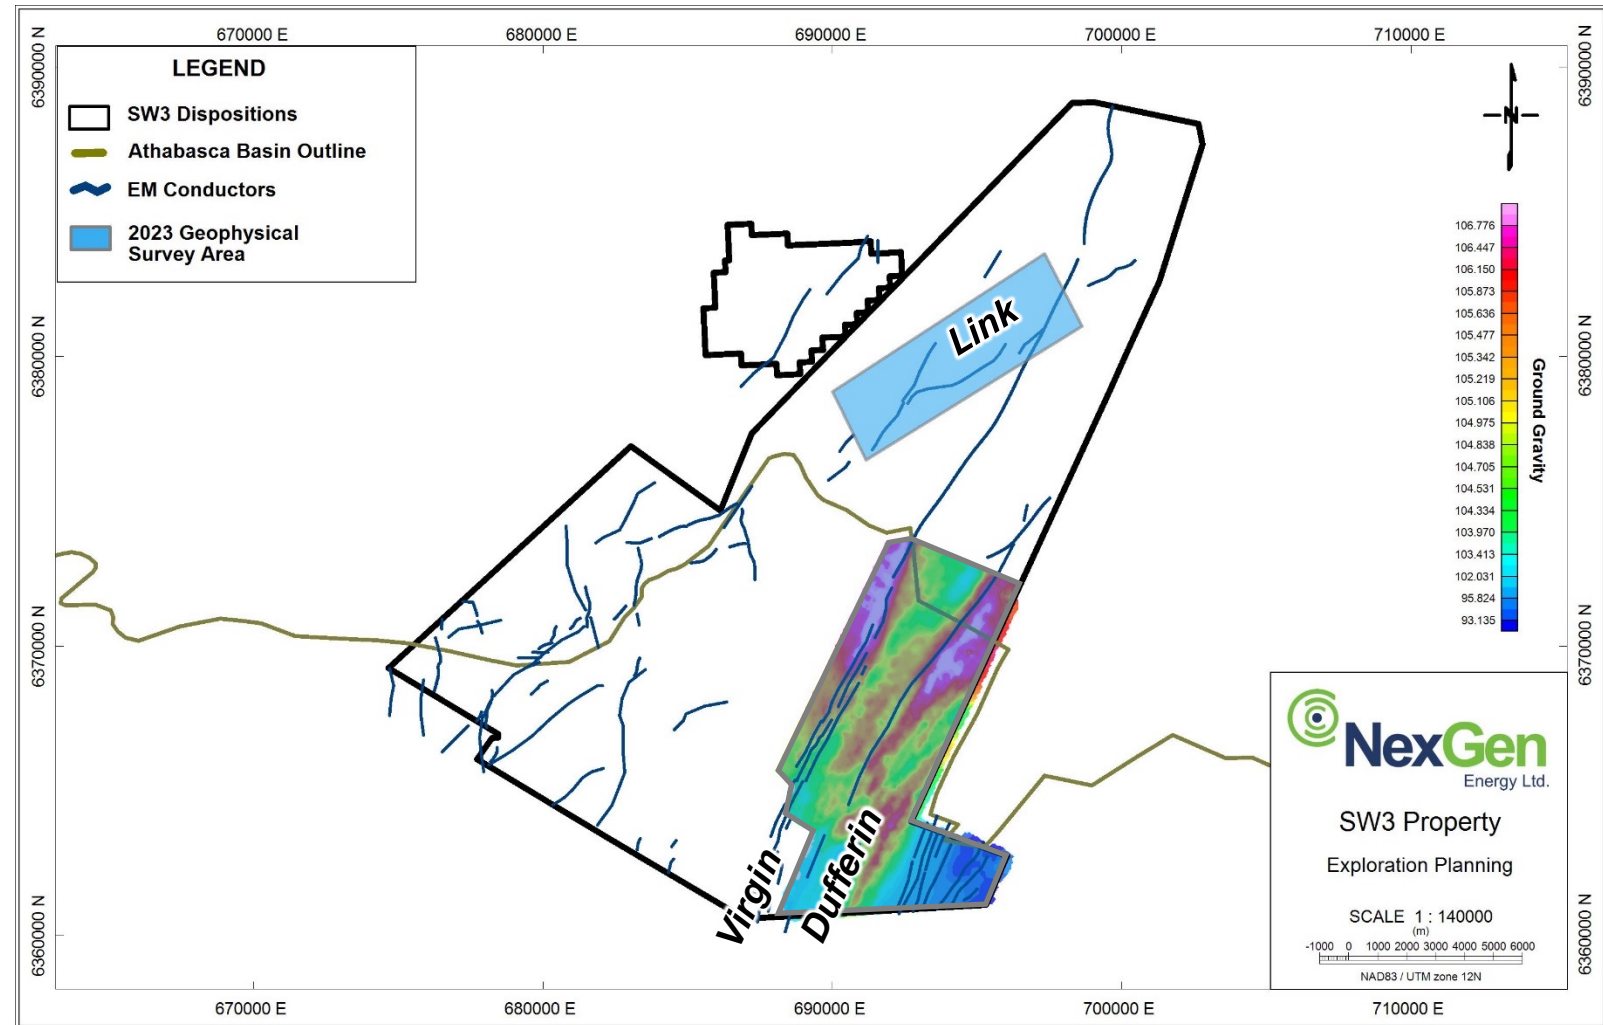 670000 E
680000 E
690000 E
700000 E
710000 E
6390000 N
6390000 N
LEGEND
SW3 Dispositions
Athabasca Basin Outline
EM Conductors
2023 Geophysical
Survey Area
N
106.776
106.447
106.150
105.873
105.636
105.477
105.342
105.219
105.106
104.975
104.838
104.705
104.531
104.334
103.970
103.413
102.031
95.824
93.135
Ground Gravity
Link
6380000 N
6380000 N
6370000 N
6370000 N
Virgin
Dufferin
6360000 N
6360000 N
NexGen
Energy Ltd.
SW3 Property
Exploration Planning
SCALE 1 : 140000
(m)
-1000 0 1000 2000 3000 4000 5000 6000
NAD83 / UTM zone 12N
670000 E
680000 E
690000 E
700000 E
710000 E